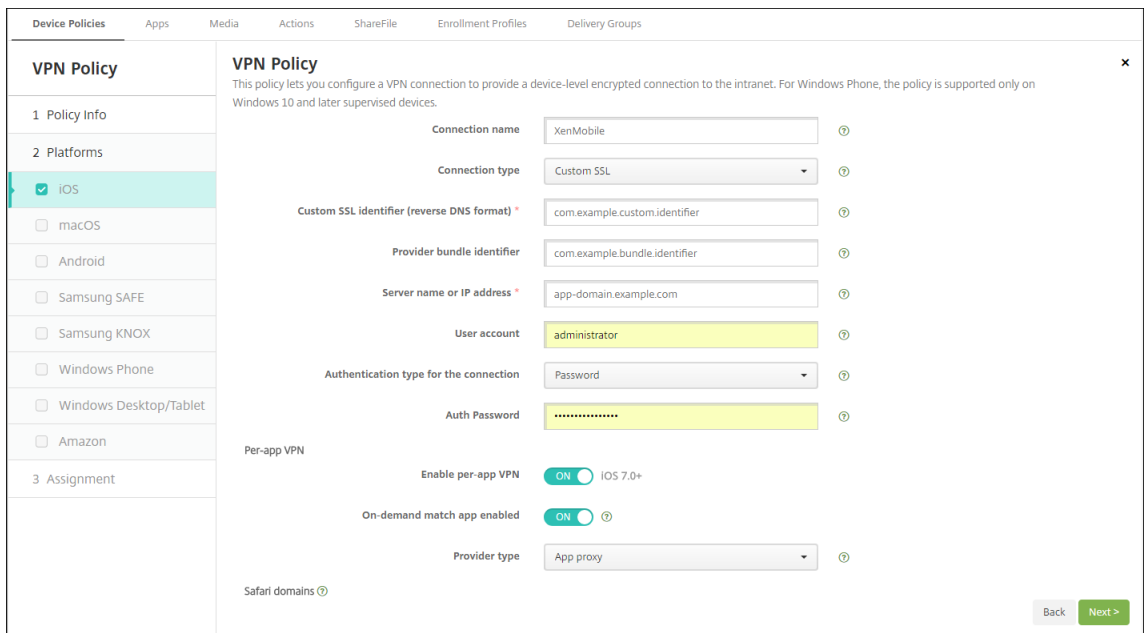 Device Policies Apps Media Actions ShareFile Enrollment Profiles Delivery Groups
VPN Policy
1 Policy Info
2 Platforms
iOS
macOS
Android
Samsung SAFE
Samsung KNOX
Windows Phone
Windows Desktop/Tablet
Amazon
3 Assignment
VPN Policy
This policy lets you configure a VPN connection to provide a device-level encrypted connection to the intranet. For Windows Phone, the policy is supported only on
Windows 10 and later supervised devices.
Connection name XenMobile
Connection type Custom SSL
Custom SSL identifier (reverse DNS format) * com.example.custom.identifier
Provider bundle identifier com.example.bundle.identifier
Server name or IP address * app-domain.example.com
User account administrator
Authentication type for the connection Password
Auth Password ••••••••••••••••
Per-app VPN
Enable per-app VPN ON iOS 7.0+
On-demand match app enabled ON
Provider type App proxy
Safari domains
Back Next >